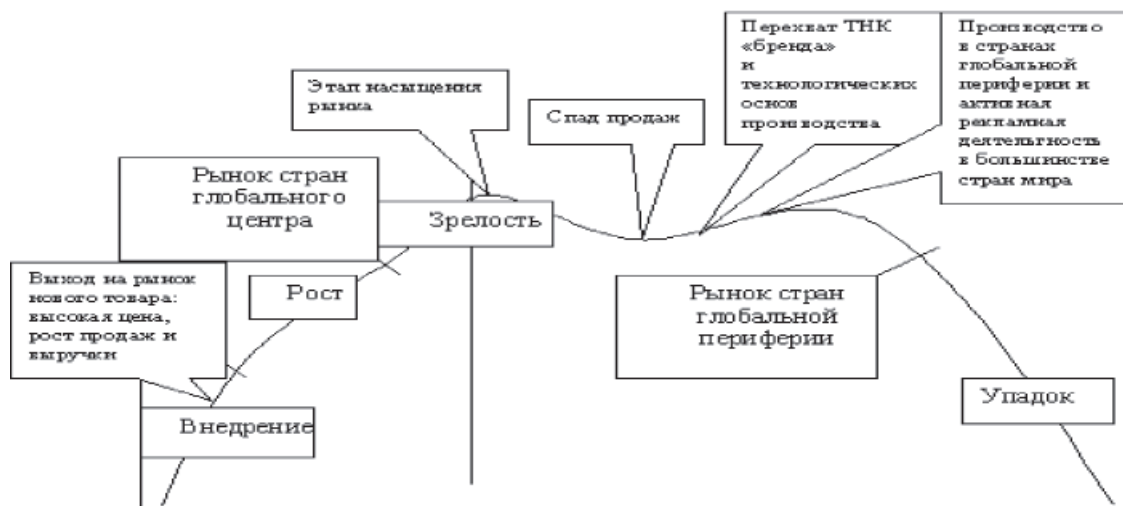 Этап насыщения
рынка
Спад продаж
Перехват ТНК
«бренда»
и
технологических
основ
производства
Производство
в странах
глобальной
периферии и
активная
рекламная
деятельность
в большинстве
стран мира
Рынок стран
глобального
центра
Зрелость
Выход на рынок
нового товара:
высокая цена,
рост продаж и
выручки
Рост
Рынок стран
глобальной
периферии
Внедрение
Упадок